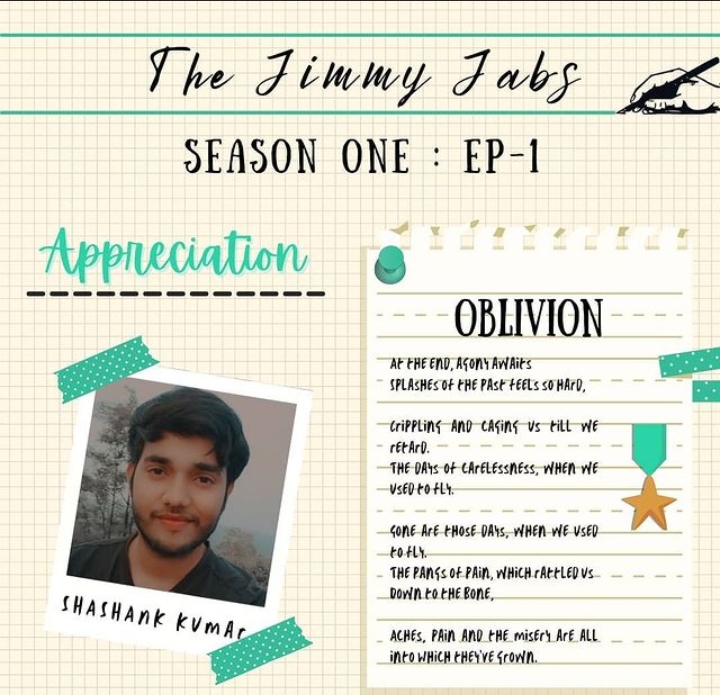 The Jimmy Jabs
SEASON ONE : EP-1
Appreciation
SHASHANK KUMAR
OBLIVION
At the end, agony awaits
splashes of the past feels so hard,
crippling and caging us till we
retard.
The days of carelessness, when we
used to fly.
Gone are those days, when we used
to fly.
The pangs of pain, which rattled us
down to the bone,
Aches, pain and the misery are all
into which they've grown.